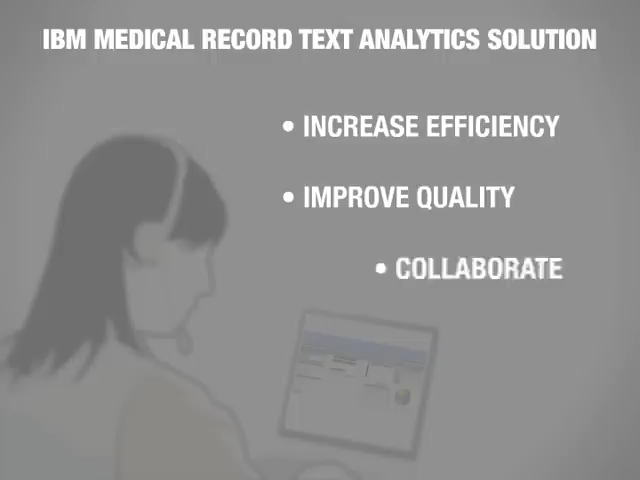 IBM MEDICAL RECORD TEXT ANALYTICS SOLUTION
• INCREASE EFFICIENCY
• IMPROVE QUALITY
• COLLABORATE